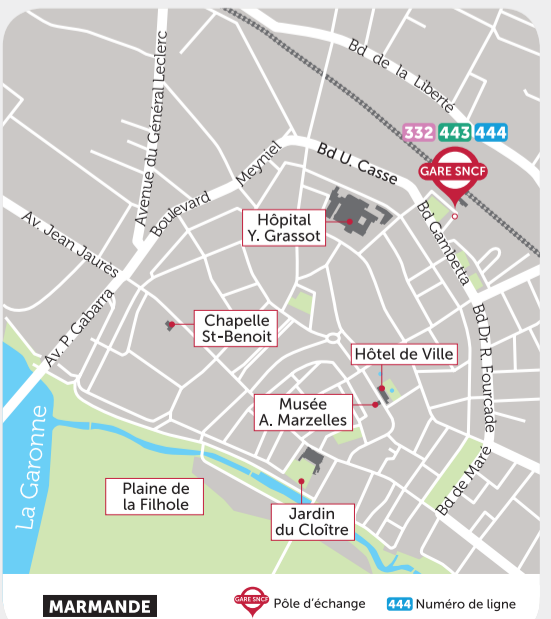 Bd de la Liberté
Avenue du Général Leclerc
332 443 444
GARE SNCF
Bd U. Casse
Boulevard Meyniel
Hôpital
Y. Grassot
Bd Gambetta
Av. Jean Jaurès
Av. P. Gabarra
Chapelle
St-Benoit
Hôtel de Ville
Bd Dr R. Fourcade
Musée
A. Marzelles
La Garonne
Plaine de
la Filhole
Jardin
du Cloître
Bd de Maré
MARMANDE
GARE SNCF Pôle d'échange
444 Numéro de ligne